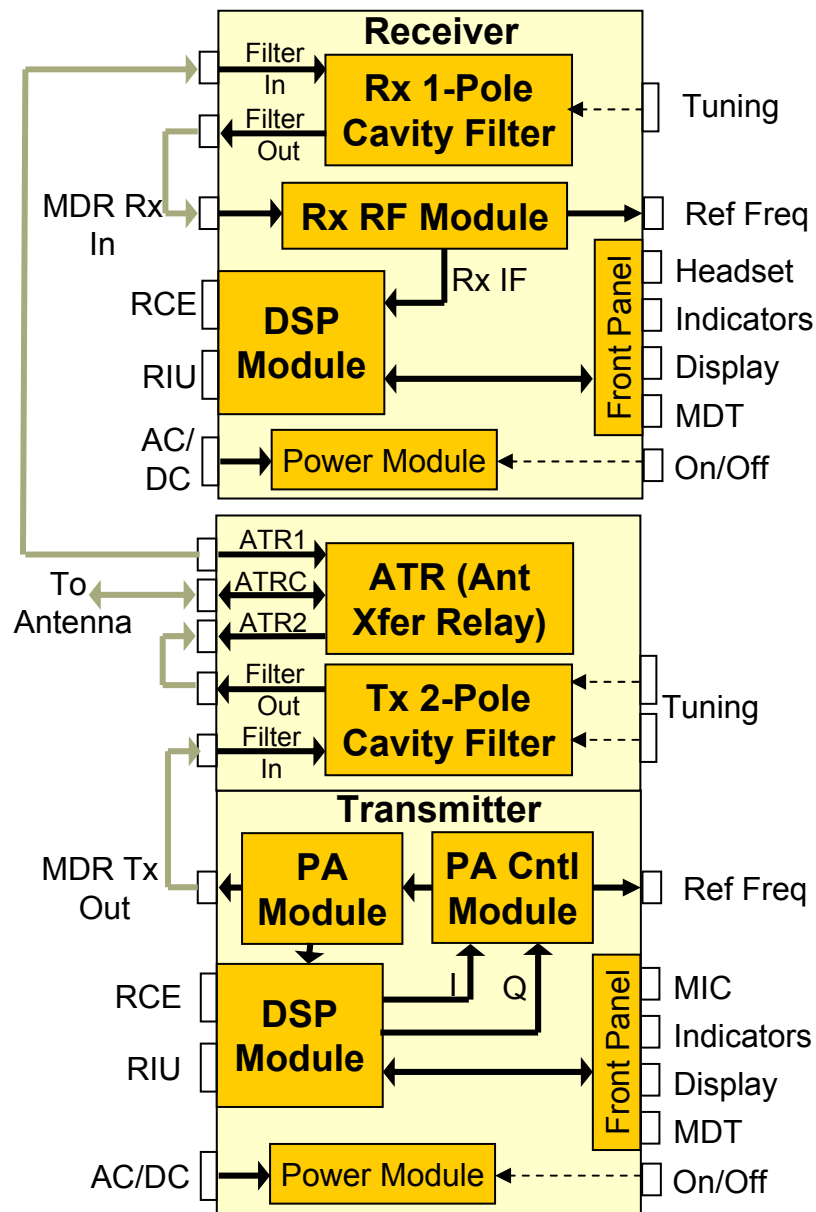 Receiver
Filter
In
Rx 1-Pole
Cavity Filter
Tuning
Filter
Out
MDR Rx
In
Rx RF Module
Ref Freq
Rx IF
RCE
RIU
DSP
Module
Front Panel
Headset
Indicators
Display
MDT
AC/
DC
Power Module
On/Off
ATR1
ATRC
ATR2
ATR (Ant
Xfer Relay)
To
Antenna
Filter
Out
Filter
In
Tx 2-Pole
Cavity Filter
Tuning
Transmitter
MDR Tx
Out
PA
Module
PA Cntl
Module
Ref Freq
I
Q
RCE
RIU
DSP
Module
Front Panel
MIC
Indicators
Display
MDT
AC/DC
Power Module
On/Off